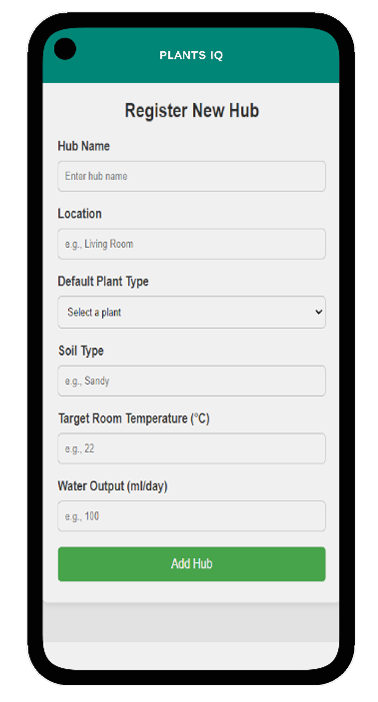 PLANTS IQ
Register New Hub
Hub Name
Enter hub name
Location
e.g., Living Room
Default Plant Type
Select a plant
Soil Type
e.g., Sandy
Target Room Temperature (°C)
e.g., 22
Water Output (ml/day)
e.g., 100
Add Hub